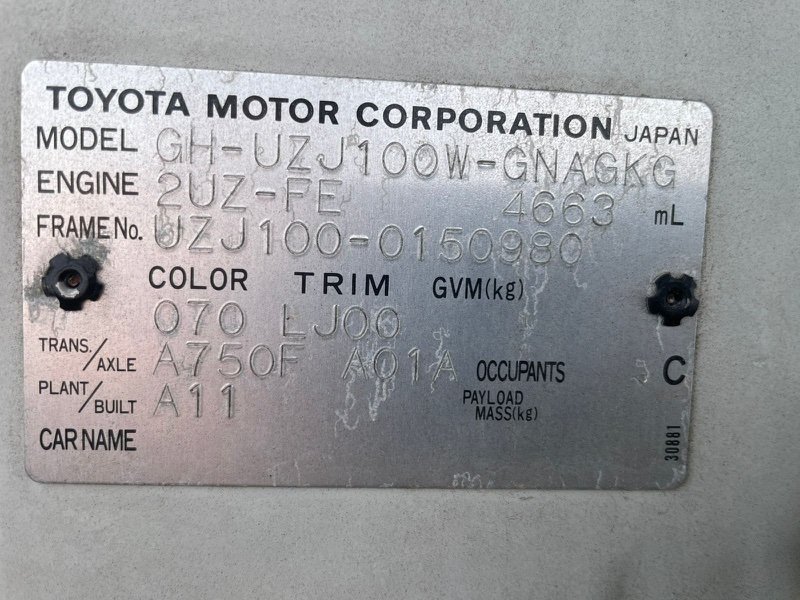 TOYOTA MOTOR CORPORATION JAPAN
MODEL GH-UZJ100W-GNAGKG
ENGINE 2UZ-FE 4663 mL
FRAME No. UZJ100-0150980
COLOR TRIM GVM(kg)
070 LJ00
TRANS./AXLE A750F A01A OCCUPANTS C
PLANT/BUILT A11 PAYLOAD MASS(kg)
CAR NAME
30881